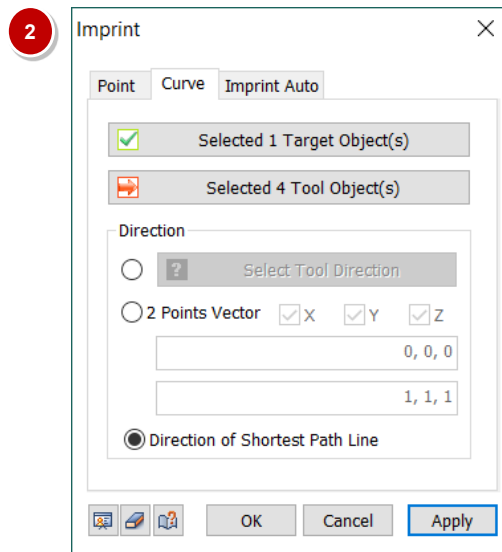 2
Imprint
Point Curve Imprint Auto
Selected 1 Target Object(s)
Selected 4 Tool Object(s)
Direction
? Select Tool Direction
2 Points Vector X Y Z
0, 0, 0
1, 1, 1
Direction of Shortest Path Line
OK Cancel Apply